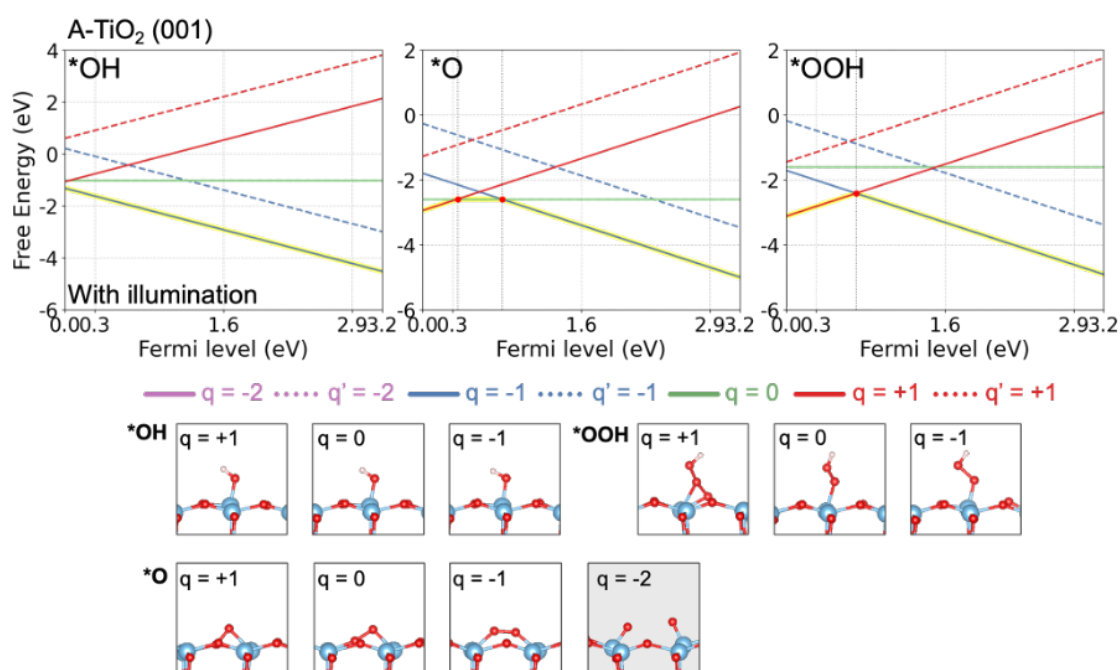 A-TiO₂ (001)
*OH
*O
*OOH
4
2
0
-2
-4
-6
2
0
-2
-4
-6
2
0
-2
-4
-6
Free Energy (eV)
With illumination
0.00.3 1.6 2.93.2
0.00.3 1.6 2.93.2
0.00.3 1.6 2.93.2
Fermi level (eV)
Fermi level (eV)
Fermi level (eV)
q = -2 q' = -2 q = -1 q' = -1 q = 0 q = +1 q' = +1
*OH q = +1 q = 0 q = -1
*OOH q = +1 q = 0 q = -1
*O q = +1 q = 0 q = -1 q = -2